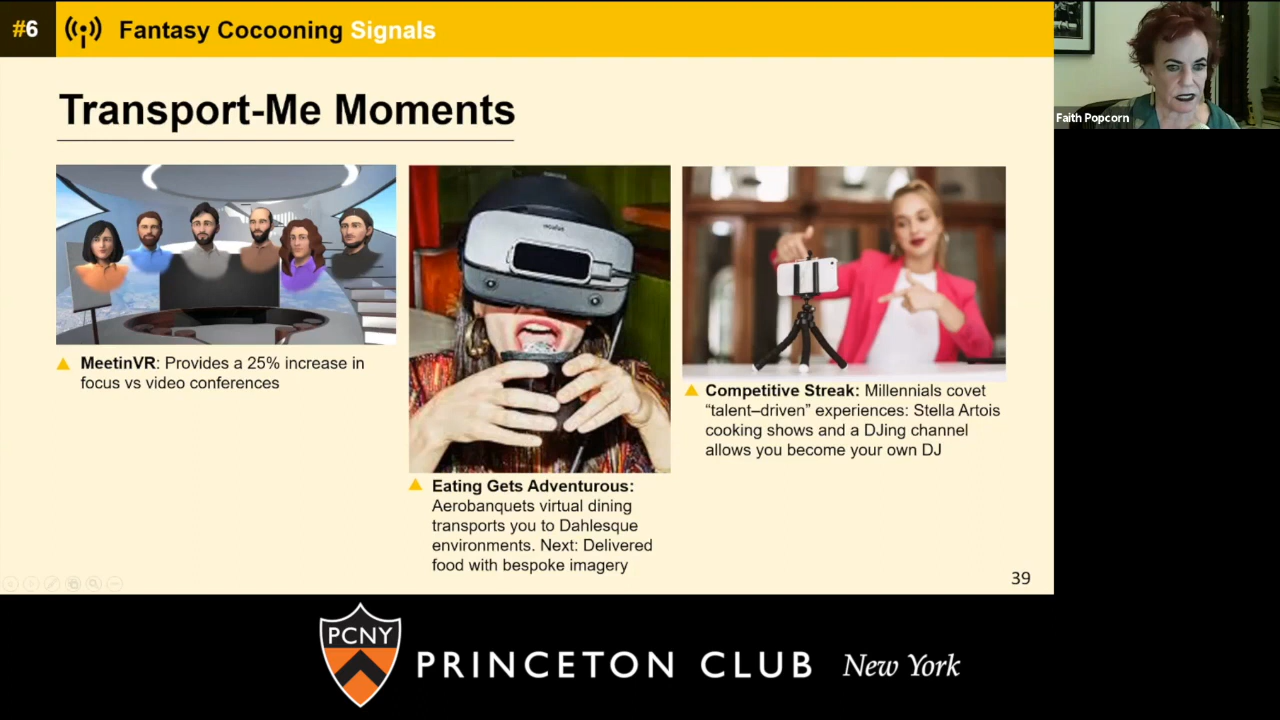 #6
Fantasy Cocooning Signals
Faith Popcorn
Transport-Me Moments
MeetinVR: Provides a 25% increase in
focus vs video conferences
oculus
Eating Gets Adventurous:
Aerobanquets virtual dining
transports you to Dahlesque
environments. Next: Delivered
food with bespoke imagery
Competitive Streak: Millennials covet
“talent–driven” experiences: Stella Artois
cooking shows and a DJing channel
allows you become your own DJ
39
PCNY
PRINCETON CLUB New York